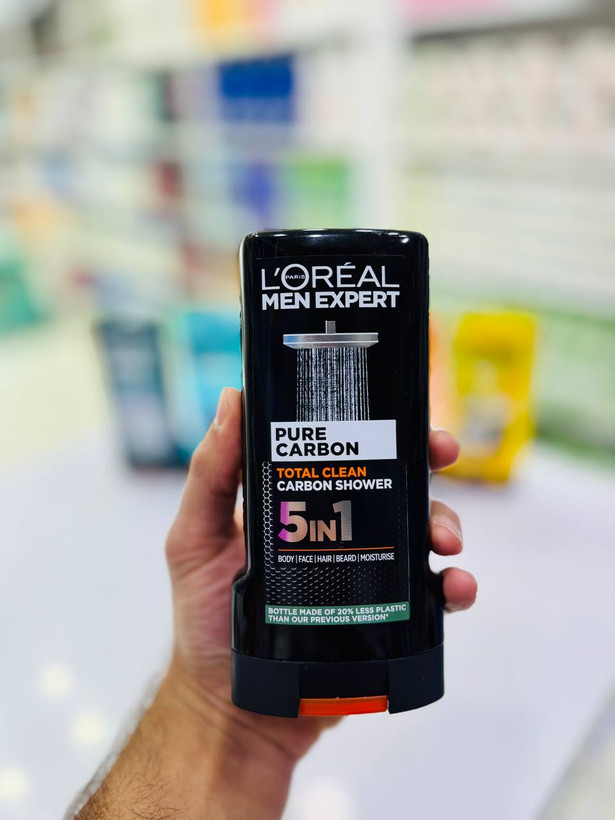 L'ORÉAL
PARIS
MEN EXPERT
PURE
CARBON
TOTAL CLEAN
CARBON SHOWER
5IN1
BODY | FACE | HAIR | BEARD | MOISTURISE
BOTTLE MADE OF 20% LESS PLASTIC
THAN OUR PREVIOUS VERSION*